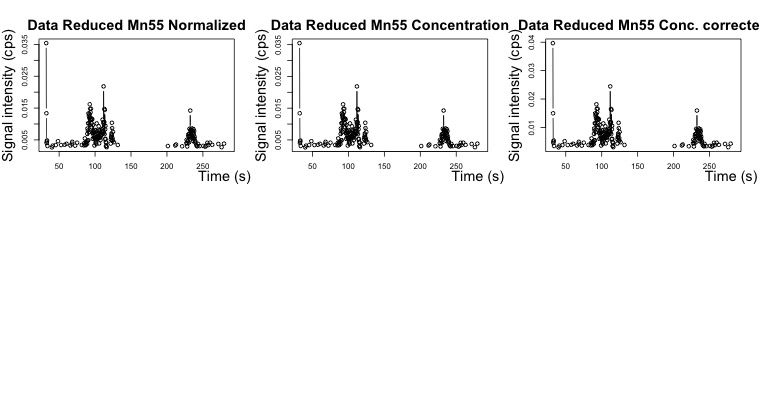 Data Reduced Mn55 Normalized
Signal intensity (cps)
0.005 0.015 0.025 0.035
50 100 150 200 250
Time (s)
Data Reduced Mn55 Concentration
Signal intensity (cps)
0.005 0.015 0.025 0.035
50 100 150 200 250
Time (s)
Data Reduced Mn55 Conc. correcte
Signal intensity (cps)
0.01 0.02 0.03 0.04
50 100 150 200 250
Time (s)